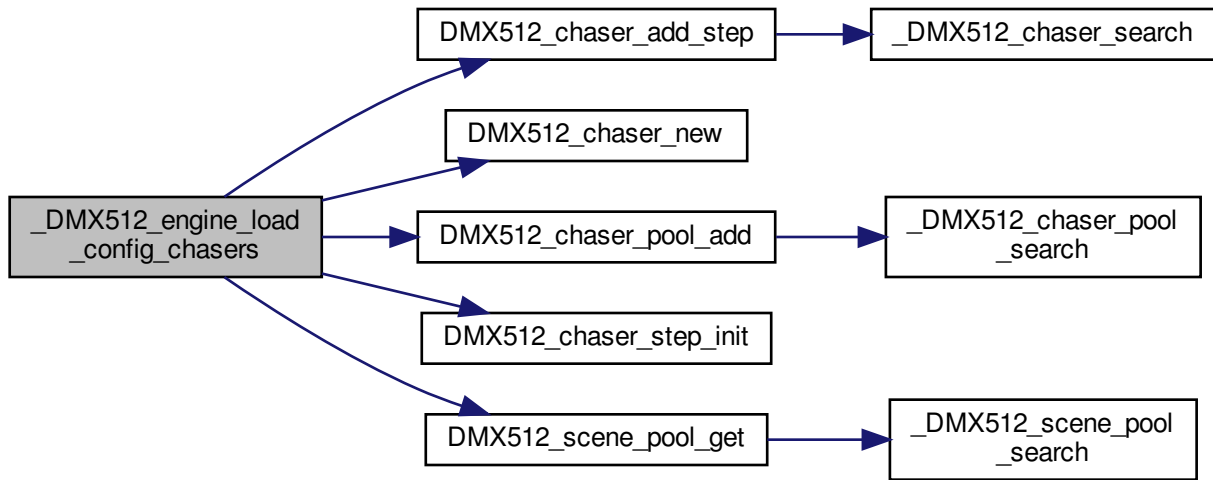 DMX512_chaser_add_step
_DMX512_chaser_search
DMX512_chaser_new
_DMX512_engine_load
_config_chasers
DMX512_chaser_pool_add
_DMX512_chaser_pool
_search
DMX512_chaser_step_init
DMX512_scene_pool_get
_DMX512_scene_pool
_search